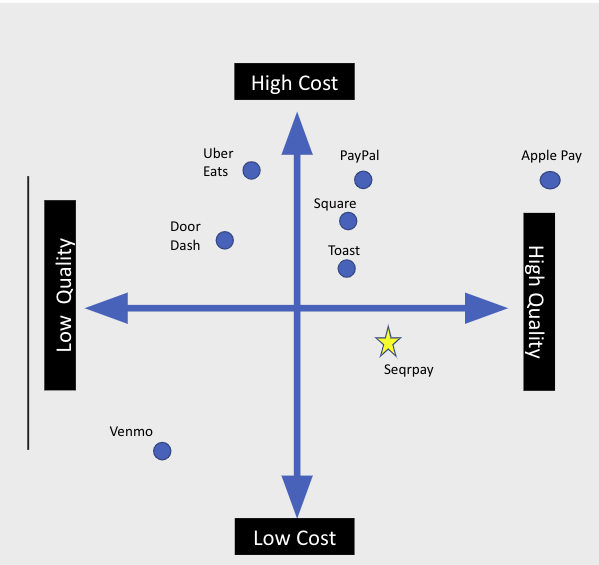 High Cost
Uber
Eats
PayPal
Apple Pay
Square
Door
Dash
Toast
Low Quality
High Quality
Seqrpay
Venmo
Low Cost